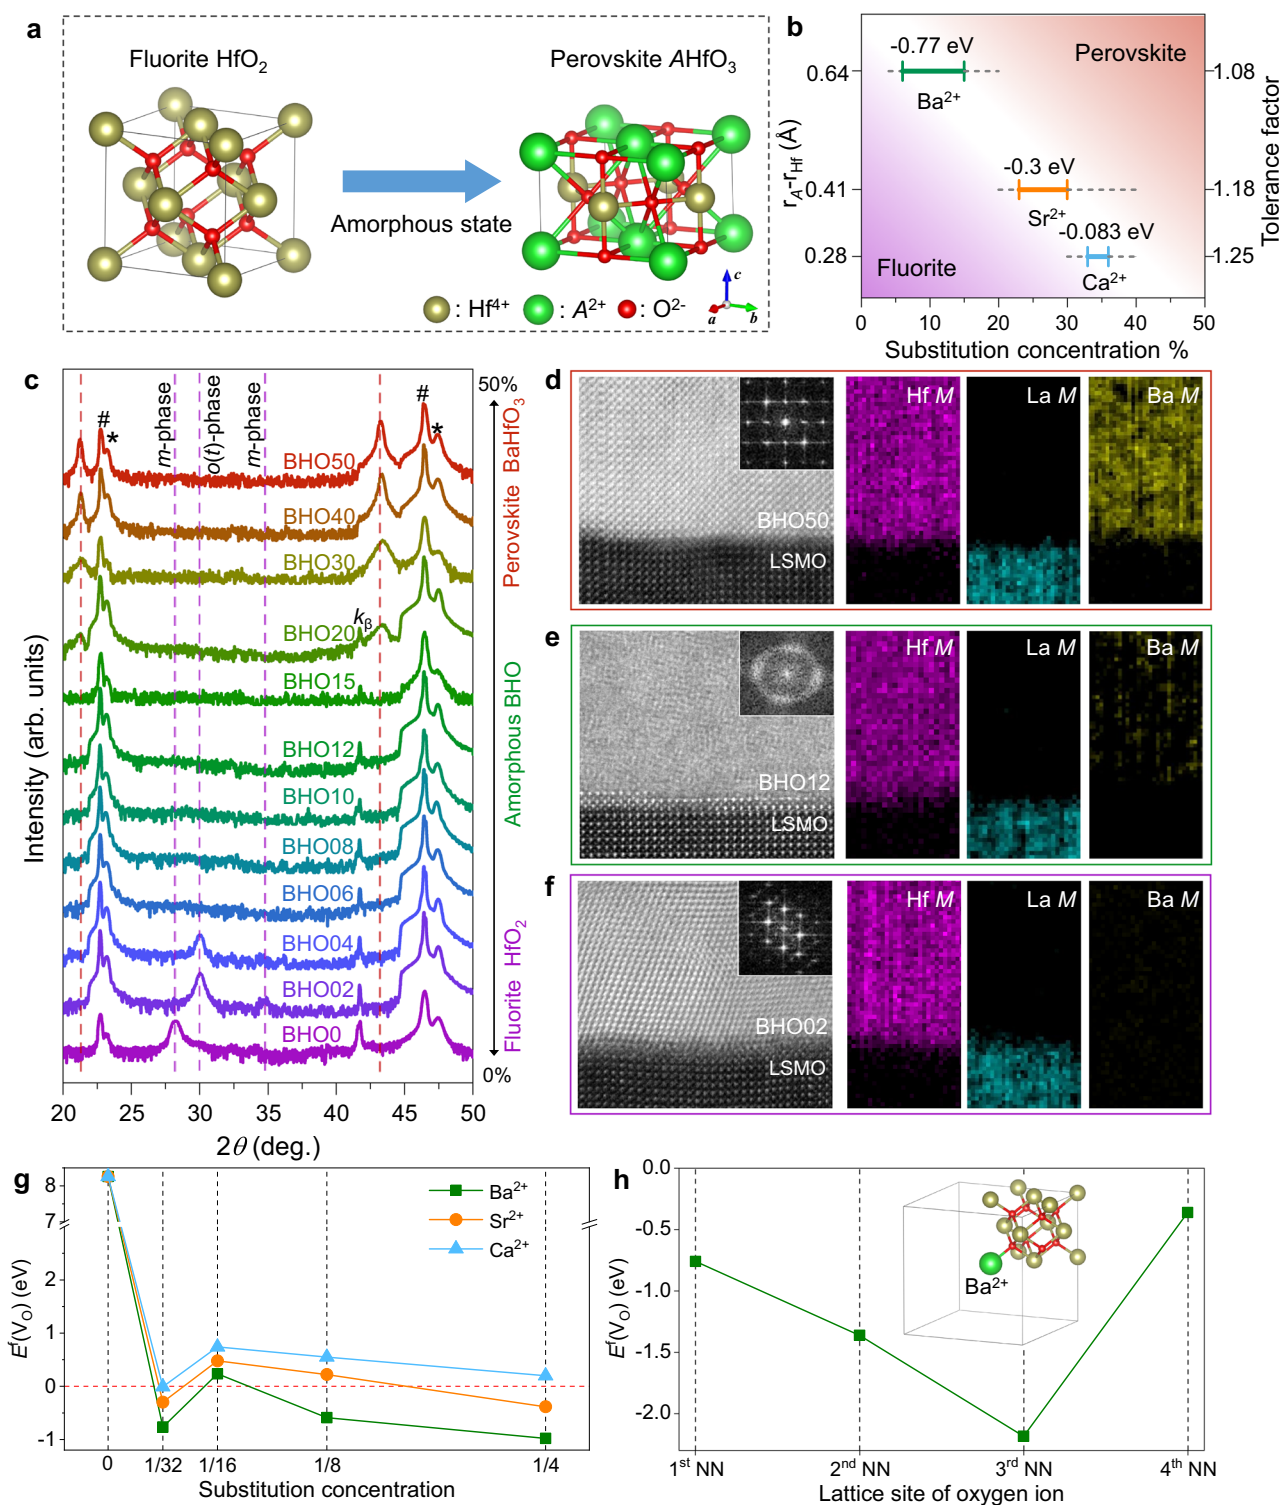 a
Fluorite HfO2
Perovskite AHfO3
Amorphous state
: Hf4+
: A2+
: O2-
c
a
b
b
-0.77 eV
Perovskite
Ba2+
-0.3 eV
Sr2+
-0.083 eV
Ca2+
Fluorite
0.64
0.41
0.28
rA-rHf (Å)
1.08
1.18
1.25
Tolerance factor
0 10 20 30 40 50
Substitution concentration %
c
m-phase
o(t)-phase
m-phase
# * # *
50%
BHO50
BHO40
BHO30
BHO20
kβ
BHO15
BHO12
BHO10
BHO08
BHO06
BHO04
BHO02
BHO0
0%
Perovskite BaHfO3
Amorphous BHO
Fluorite HfO2
Intensity (arb. units)
20 25 30 35 40 45 50
2θ (deg.)
d
BHO50
LSMO
Hf M
La M
Ba M
e
BHO12
LSMO
Hf M
La M
Ba M
f
BHO02
LSMO
Hf M
La M
Ba M
g
Ba2+
Sr2+
Ca2+
8
7
2
1
0
-1
Ef(VO) (eV)
0 1/32 1/16 1/8 1/4
Substitution concentration
h
Ba2+
0.0
-0.5
-1.0
-1.5
-2.0
Ef(VO) (eV)
1st NN 2nd NN 3rd NN 4th NN
Lattice site of oxygen ion